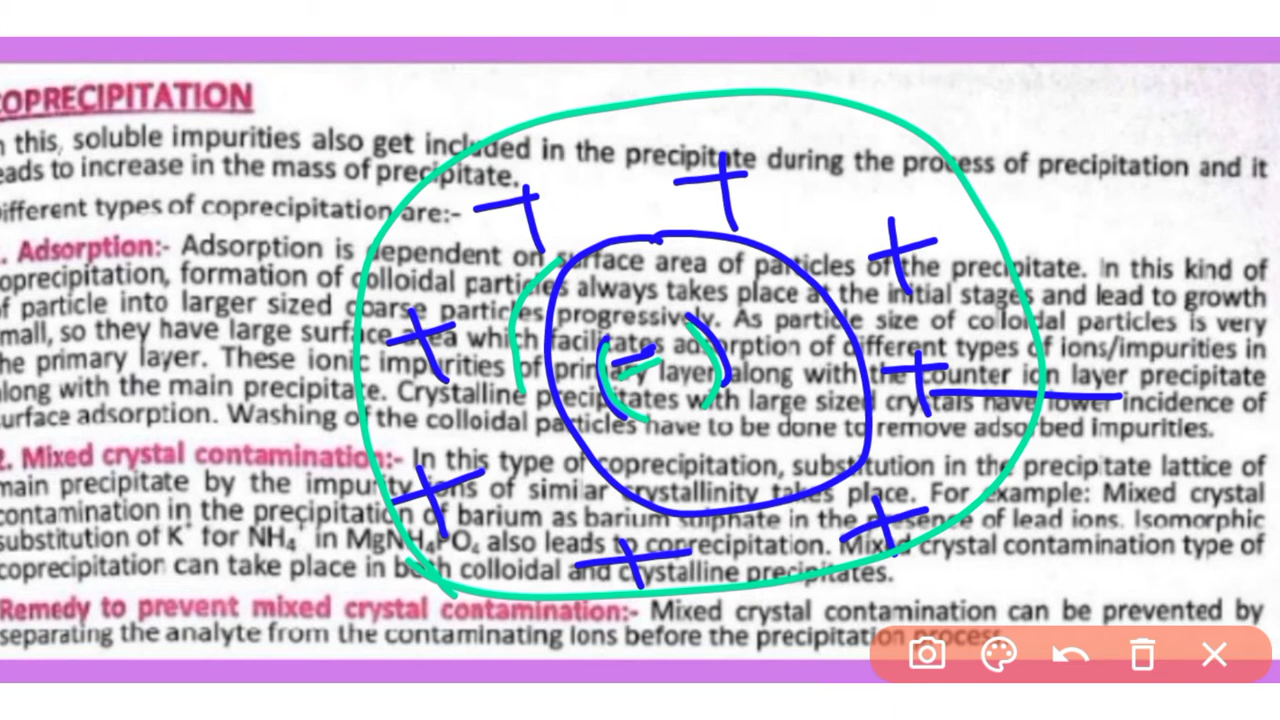 OPRECIPITATION
n this, soluble impurities also get included in the precipitate during the process of precipitation and it
eads to increase in the mass of precipitate.
ifferent types of coprecipitation are:-
. Adsorption:- Adsorption is dependent on surface area of particles of the precipitate. In this kind of
oprecipitation, formation of colloidal particles always takes place at the initial stages and lead to growth
f particle into larger sized coarse particles progressively. As particle size of colloidal particles is very
mall, so they have large surface area which facilitates adsorption of different types of ions/impurities in
he primary layer. These ionic impurities of primary layer along with the counter ion layer precipitate
long with the main precipitate. Crystalline precipitates with large sized crystals have lower incidence of
urface adsorption. Washing of the colloidal particles have to be done to remove adsorbed impurities.
2. Mixed crystal contamination:- In this type of coprecipitation, substitution in the precipitate lattice of
main precipitate by the impurity ions of similar crystallinity takes place. For example: Mixed crystal
contamination in the precipitation of barium as barium sulphate in the presence of lead ions. Isomorphic
substitution of K⁺ for NH₄⁺ in MgNH₄PO₄ also leads to coprecipitation. Mixed crystal contamination type of
coprecipitation can take place in both colloidal and crystalline precipitates.
Remedy to prevent mixed crystal contamination:- Mixed crystal contamination can be prevented by
separating the analyte from the contaminating ions before the precipitation process.